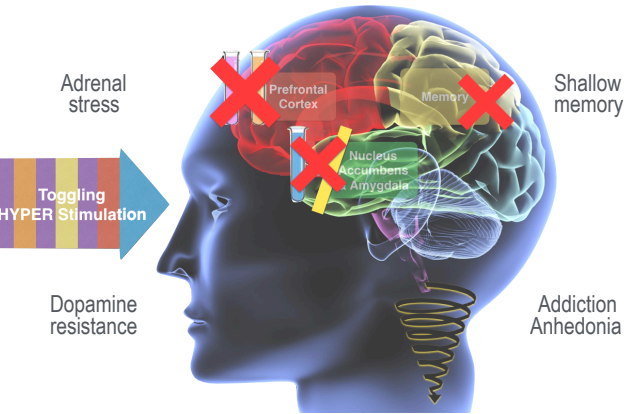 Adrenal
stress
Prefrontal
Cortex
Memory
Shallow
memory
Nucleus
Accumbens
Amygdala
Toggling
HYPER Stimulation
Dopamine
resistance
Addiction
Anhedonia